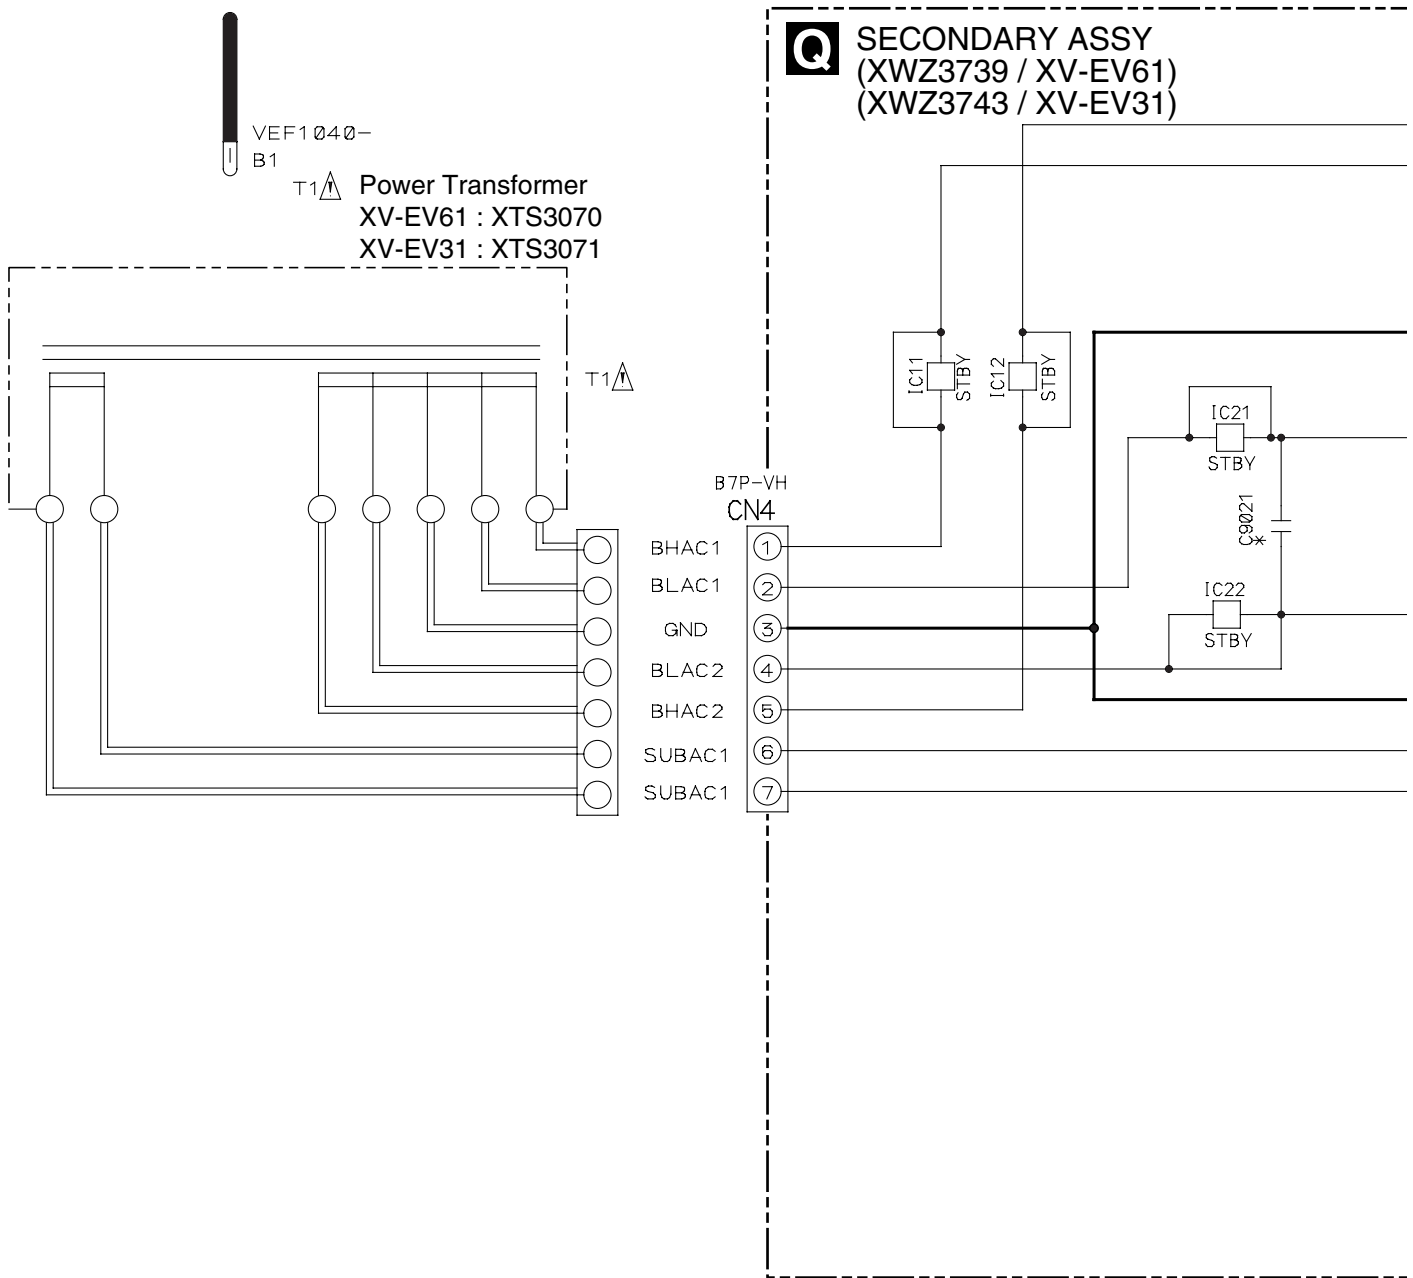 Q
SECONDARY ASSY
(XWZ3739 / XV-EV61)
(XWZ3743 / XV-EV31)
VEF1040-
B1
T1
Power Transformer
XV-EV61 : XTS3070
XV-EV31 : XTS3071
T1
IC11
STBY
IC12
STBY
IC21
STBY
C9021
*
IC22
STBY
B7P-VH
CN4
BHAC1 1
BLAC1 2
GND 3
BLAC2 4
BHAC2 5
SUBAC1 6
SUBAC1 7